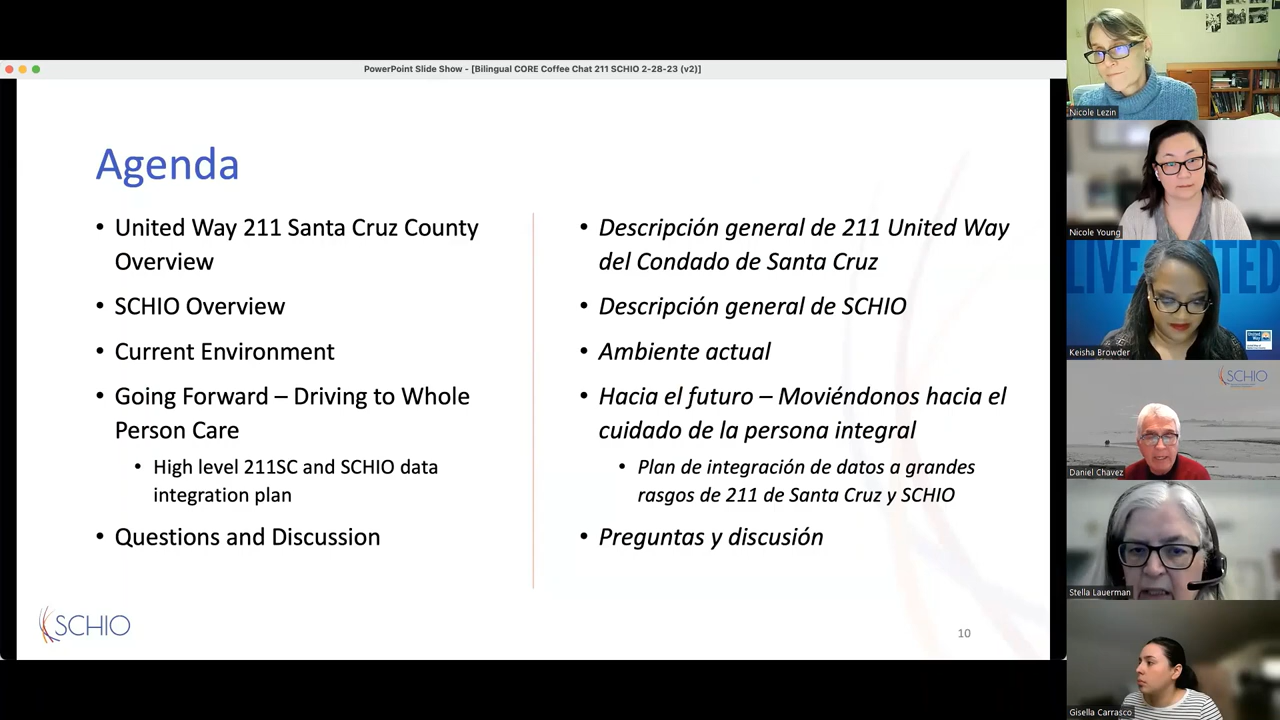 PowerPoint Slide Show - [Bilingual CORE Coffee Chat 211 SCHIO 2-28-23 (v2)]
Agenda
• United Way 211 Santa Cruz County
Overview
• SCHIO Overview
• Current Environment
• Going Forward – Driving to Whole
Person Care
• High level 211SC and SCHIO data
integration plan
• Questions and Discussion
• Descripción general de 211 United Way
del Condado de Santa Cruz
• Descripción general de SCHIO
• Ambiente actual
• Hacia el futuro – Moviéndonos hacia el
cuidado de la persona integral
• Plan de integración de datos a grandes
rasgos de 211 de Santa Cruz y SCHIO
• Preguntas y discusión
SCHIO
10
Nicole Lezin
Nicole Young
LIVE UNITED
United Way
Keisha Browder
SCHIO
Daniel Chavez
Stella Lauerman
Gisella Carrasco